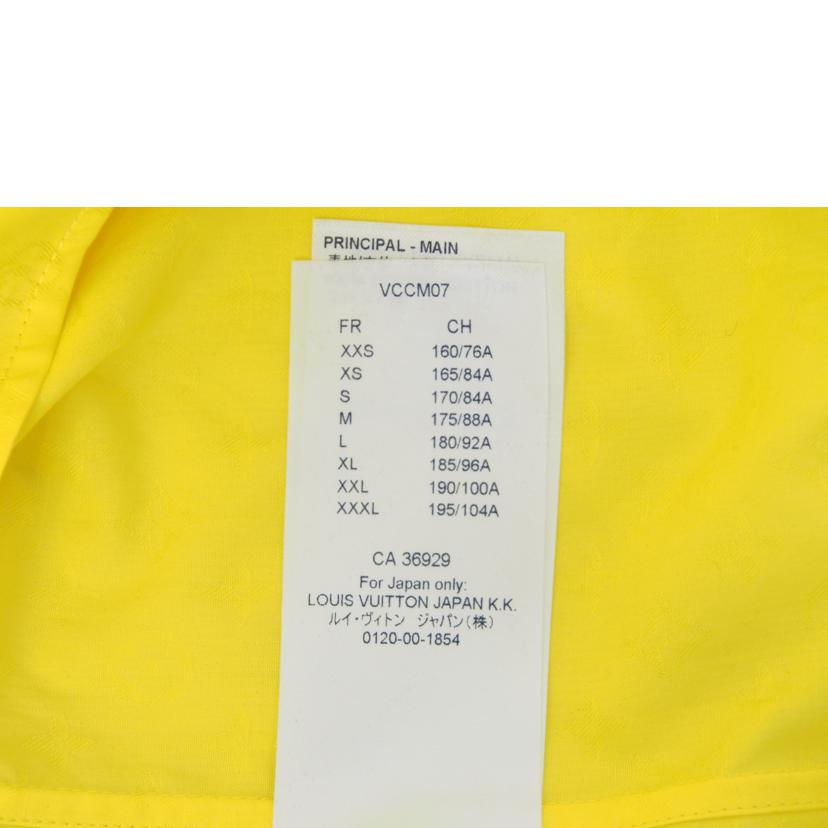 PRINCIPAL - MAIN
VCCM07
FR CH
XXS 160/76A
XS 165/84A
S 170/84A
M 175/88A
L 180/92A
XL 185/96A
XXL 190/100A
XXXL 195/104A
CA 36929
For Japan only:
LOUIS VUITTON JAPAN K.K.
ルイ・ヴィトン ジャパン(株)
0120-00-1854